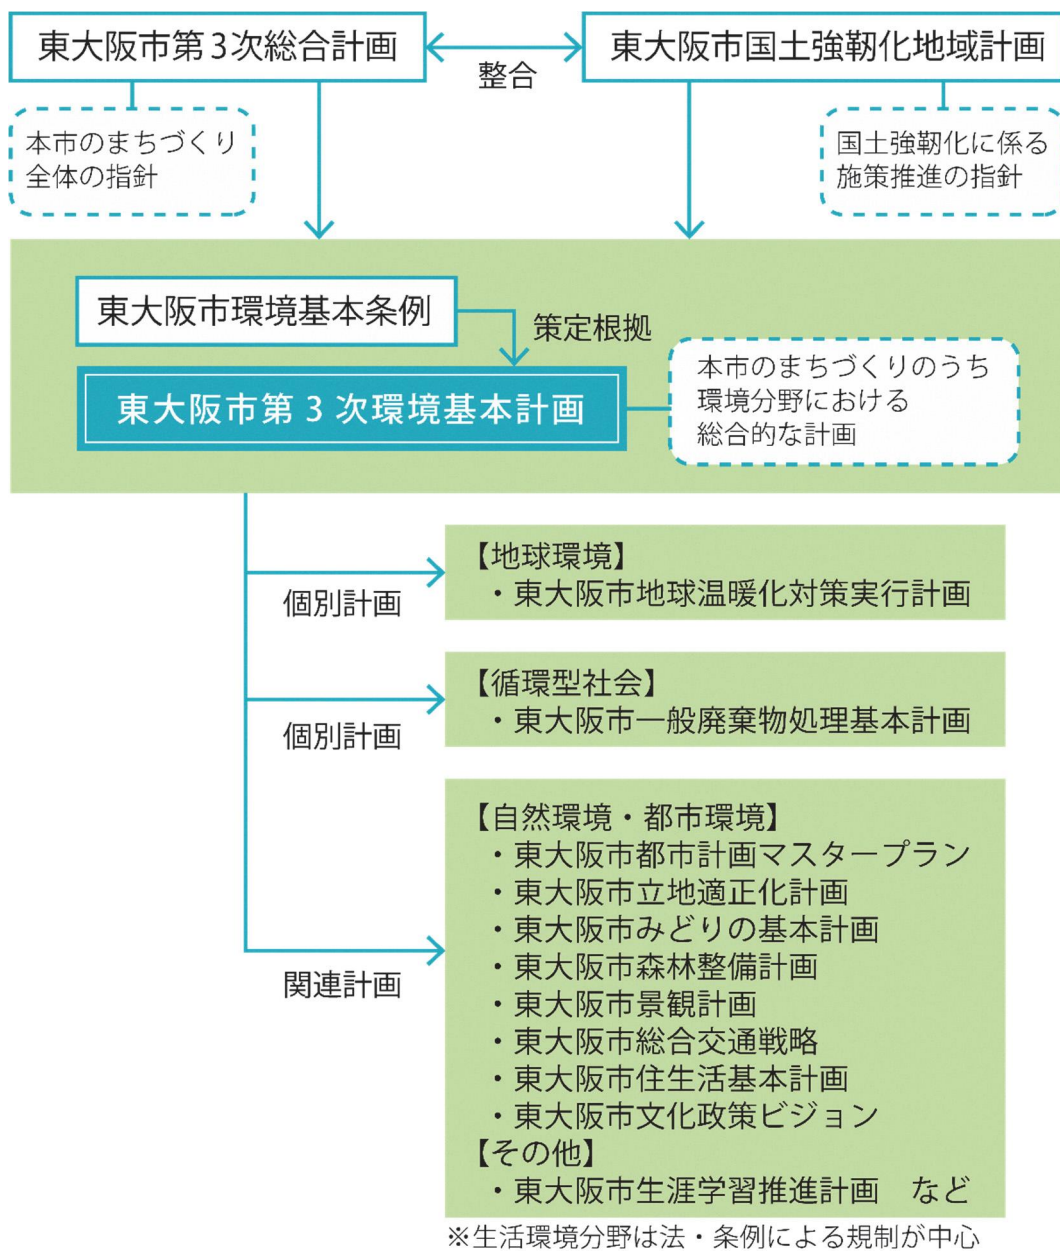 東大阪市第3次総合計画
整合
東大阪市国土強靭化地域計画
本市のまちづくり
全体の指針
国土強靭化に係る
施策推進の指針
東大阪市環境基本条例
策定根拠
東大阪市第3次環境基本計画
本市のまちづくりのうち
環境分野における
総合的な計画
個別計画
【地球環境】
・東大阪市地球温暖化対策実行計画
個別計画
【循環型社会】
・東大阪市一般廃棄物処理基本計画
関連計画
【自然環境・都市環境】
・東大阪市都市計画マスタープラン
・東大阪市立地適正化計画
・東大阪市みどりの基本計画
・東大阪市森林整備計画
・東大阪市景観計画
・東大阪市総合交通戦略
・東大阪市住生活基本計画
・東大阪市文化政策ビジョン
【その他】
・東大阪市生涯学習推進計画　など
※生活環境分野は法・条例による規制が中心